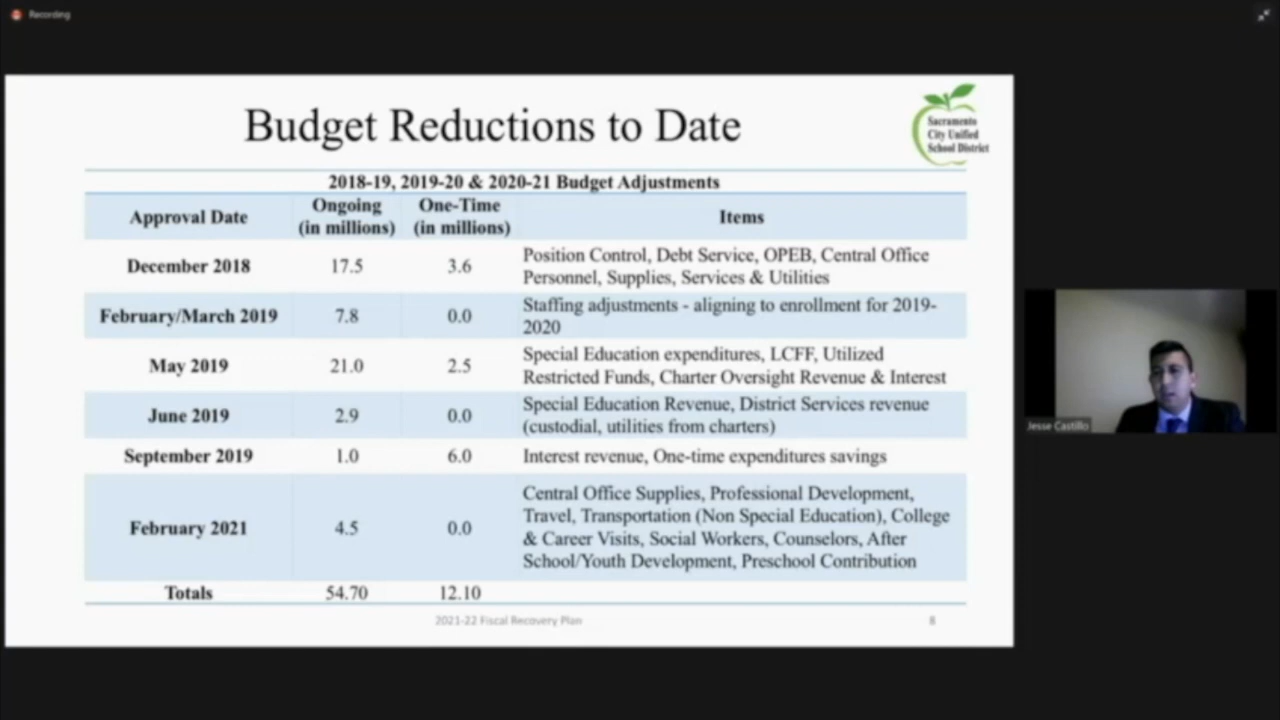 Recording
Budget Reductions to Date
Sacramento
City Unified
School District
2018-19, 2019-20 & 2020-21 Budget Adjustments
Approval Date
Ongoing
(in millions)
One-Time
(in millions)
Items
December 2018
17.5
3.6
Position Control, Debt Service, OPEB, Central Office
Personnel, Supplies, Services & Utilities
February/March 2019
7.8
0.0
Staffing adjustments - aligning to enrollment for 2019-
2020
May 2019
21.0
2.5
Special Education expenditures, LCFF, Utilized
Restricted Funds, Charter Oversight Revenue & Interest
June 2019
2.9
0.0
Special Education Revenue, District Services revenue
(custodial, utilities from charters)
September 2019
1.0
6.0
Interest revenue, One-time expenditures savings
February 2021
4.5
0.0
Central Office Supplies, Professional Development,
Travel, Transportation (Non Special Education), College
& Career Visits, Social Workers, Counselors, After
School/Youth Development, Preschool Contribution
Totals
54.70
12.10
2021-22 Fiscal Recovery Plan
8
Jesse Castillo